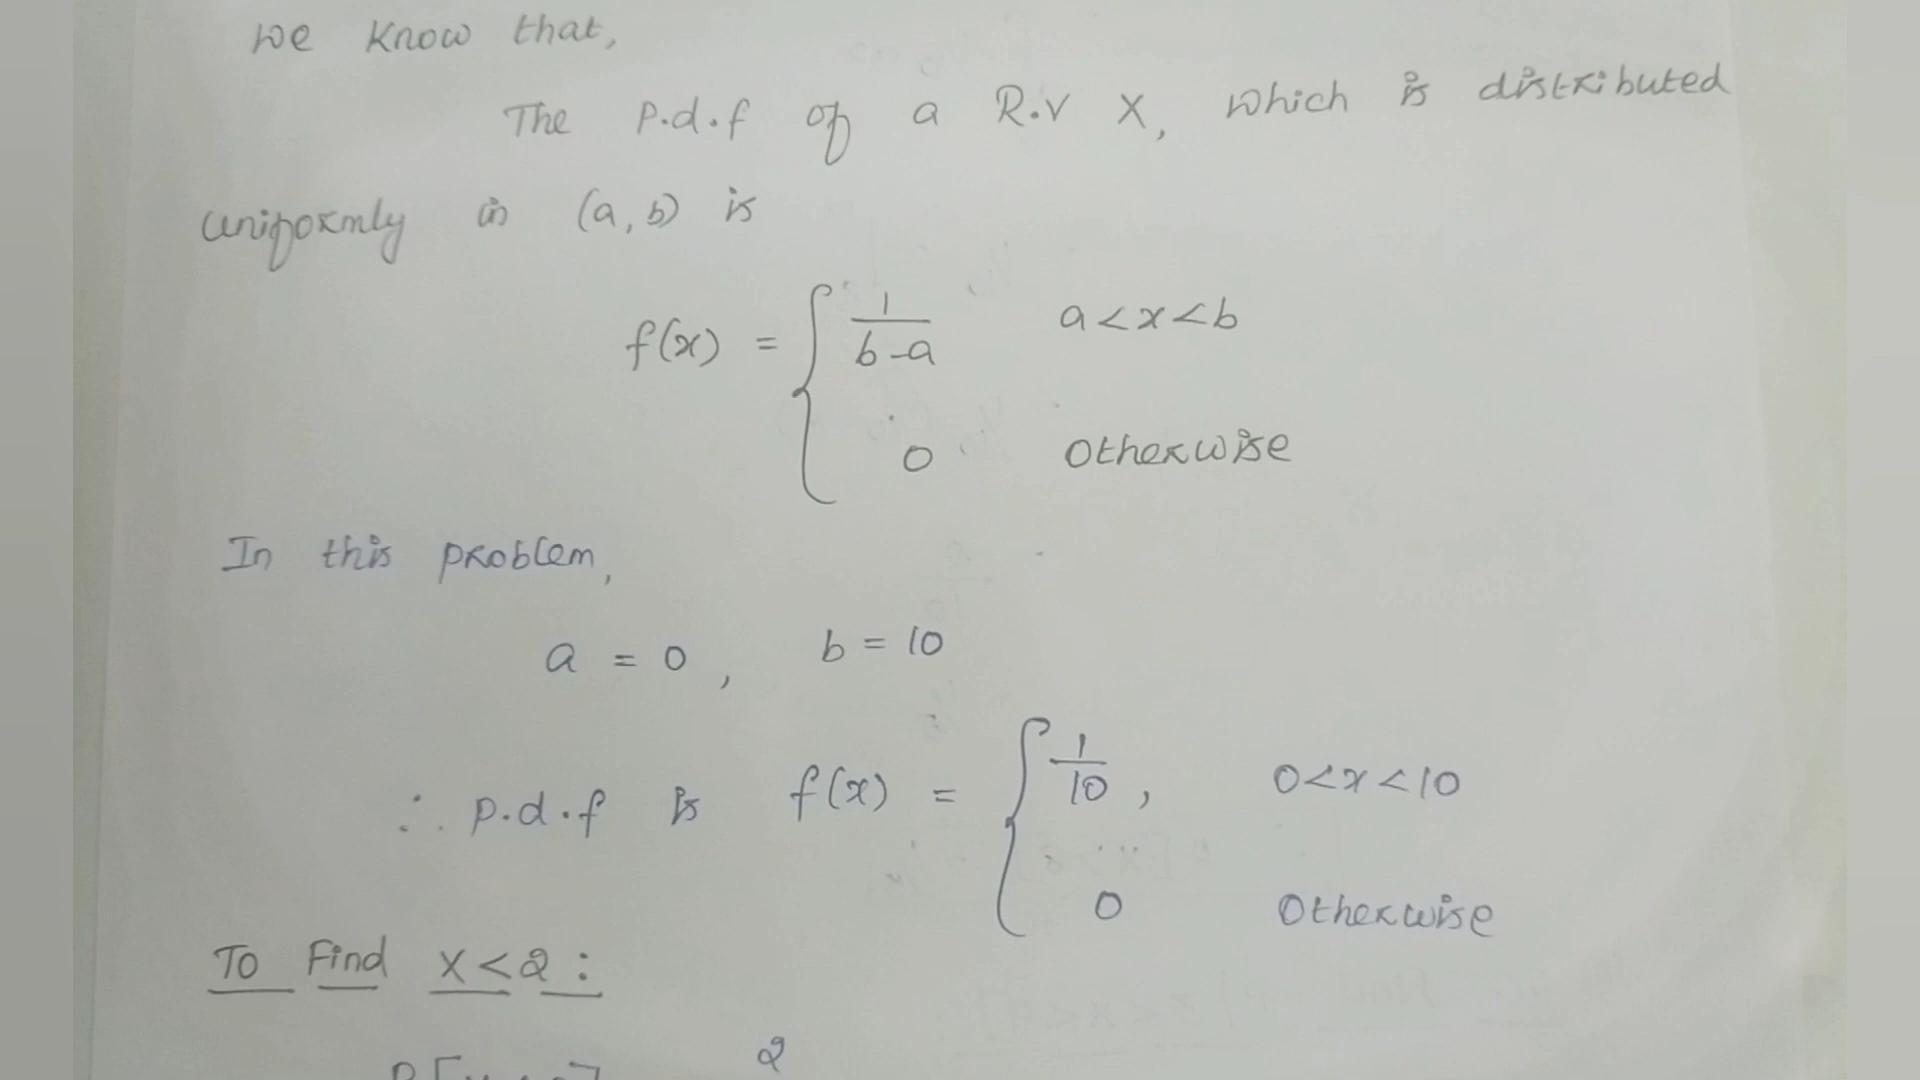 we know that,
The P.d.f of a R.V X, which is distributed
uniformly in (a, b) is
f(x) = { 1/(b-a) a<x<b
0 otherwise
In this problem,
a = 0, b = 10
∴ P.d.f is f(x) = { 1/10, 0<x<10
0 otherwise
To Find X<2 :
2